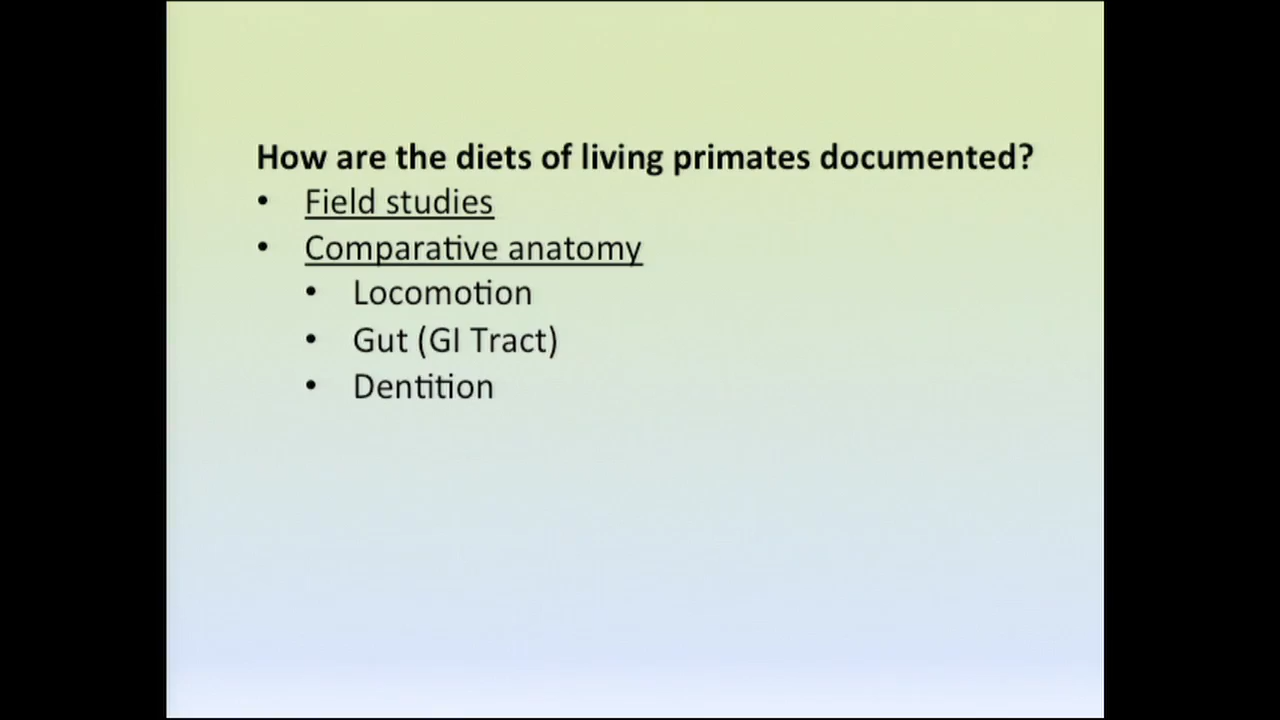 How are the diets of living primates documented?
• Field studies
• Comparative anatomy
• Locomotion
• Gut (GI Tract)
• Dentition